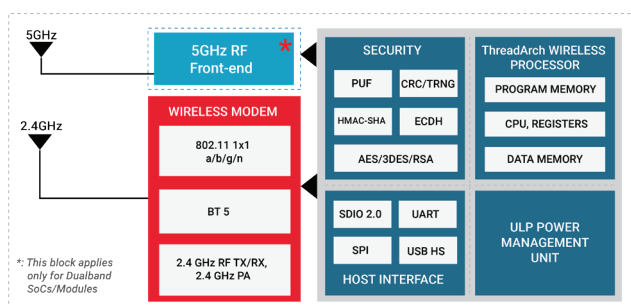 5GHz
5GHz RF
Front-end
*
2.4GHz
WIRELESS MODEM
802.11 1x1
a/b/g/n
BT 5
2.4 GHz RF TX/RX,
2.4 GHz PA
*: This block applies
only for Dualband
SoCs/Modules
SECURITY
PUF
CRC/TRNG
HMAC-SHA
ECDH
AES/3DES/RSA
ThreadArch WIRELESS
PROCESSOR
PROGRAM MEMORY
CPU, REGISTERS
DATA MEMORY
SDIO 2.0
UART
SPI
USB HS
HOST INTERFACE
ULP POWER
MANAGEMENT
UNIT